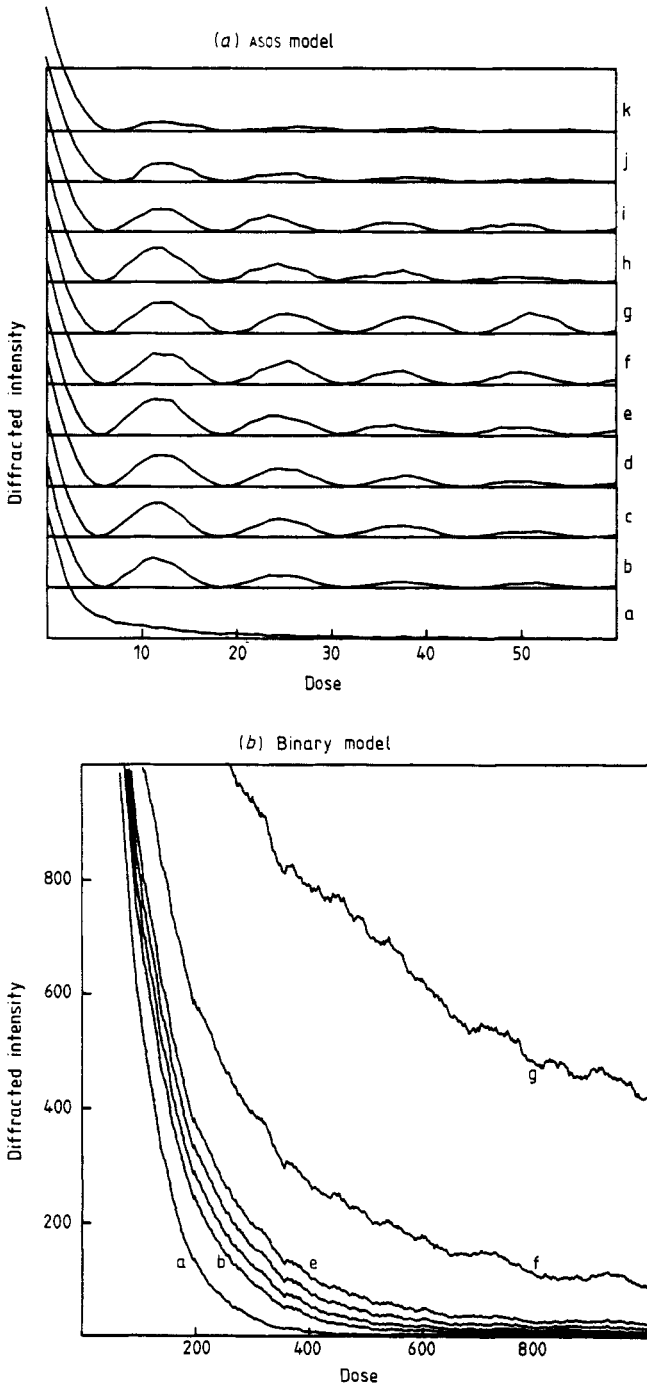 (a) ASOS model
k
j
i
h
g
f
e
d
c
b
a
Diffracted intensity
10 20 30 40 50
Dose
(b) Binary model
800
600
400
200
Diffracted intensity
g
a b e f
200 400 600 800
Dose